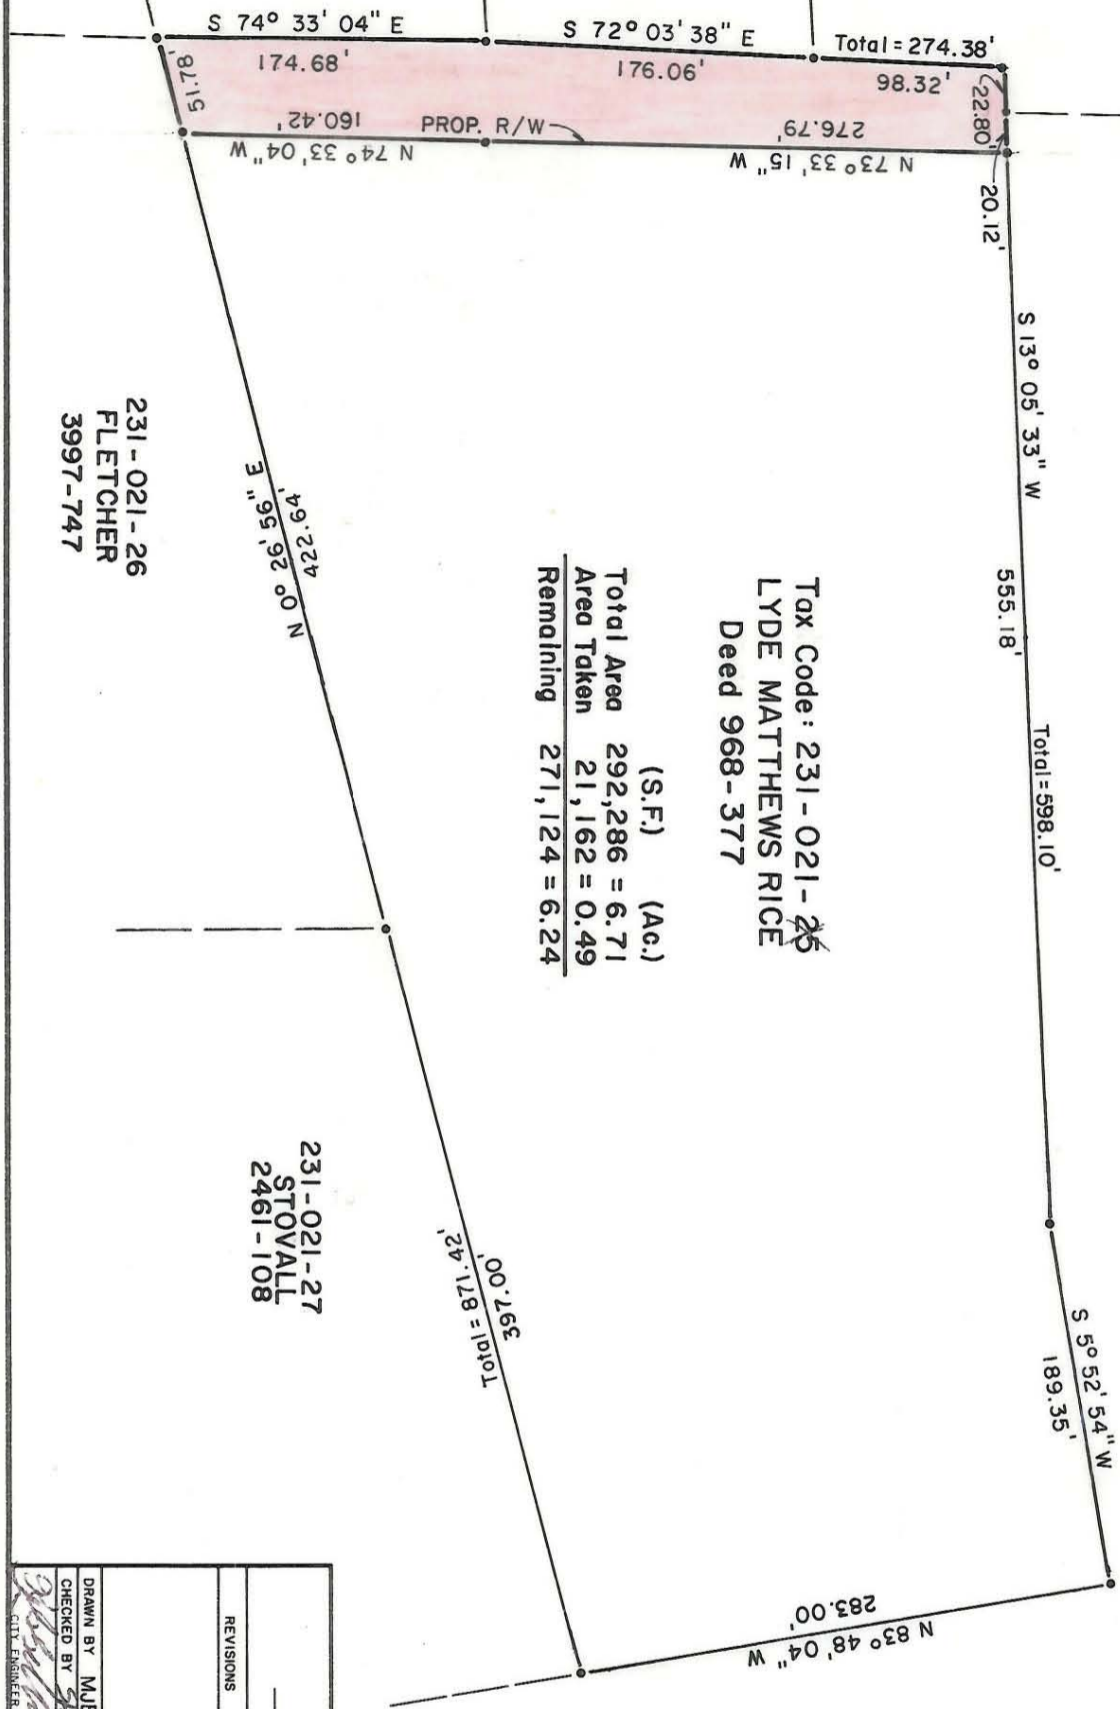 S 74° 33' 04" E
174.68'
S 72° 03' 38" E
176.06'
Total = 274.38'
98.32'
51.78'
160.42'
N 74° 33' 04" W
PROP. R/W
276.79'
N 73° 33' 15" W
22.80'
20.12'
S 13° 05' 33" W
555.18'
Total = 598.10'
S 5° 52' 54" W
189.35'
Tax Code: 231-021-25
LYDE MATTHEWS RICE
Deed 968-377
(S.F.) (Ac.)
Total Area 292,286 = 6.71
Area Taken 21,162 = 0.49
Remaining 271,124 = 6.24
422.64'
N 0° 26' 56" E
231-021-26
FLETCHER
3997-747
231-021-27
STOVALL
2461-108
397.00'
Total = 871.42'
283.00'
N 83° 48' 04" W
REVISIONS
DRAWN BY MJB
CHECKED BY
CITY ENGINEER